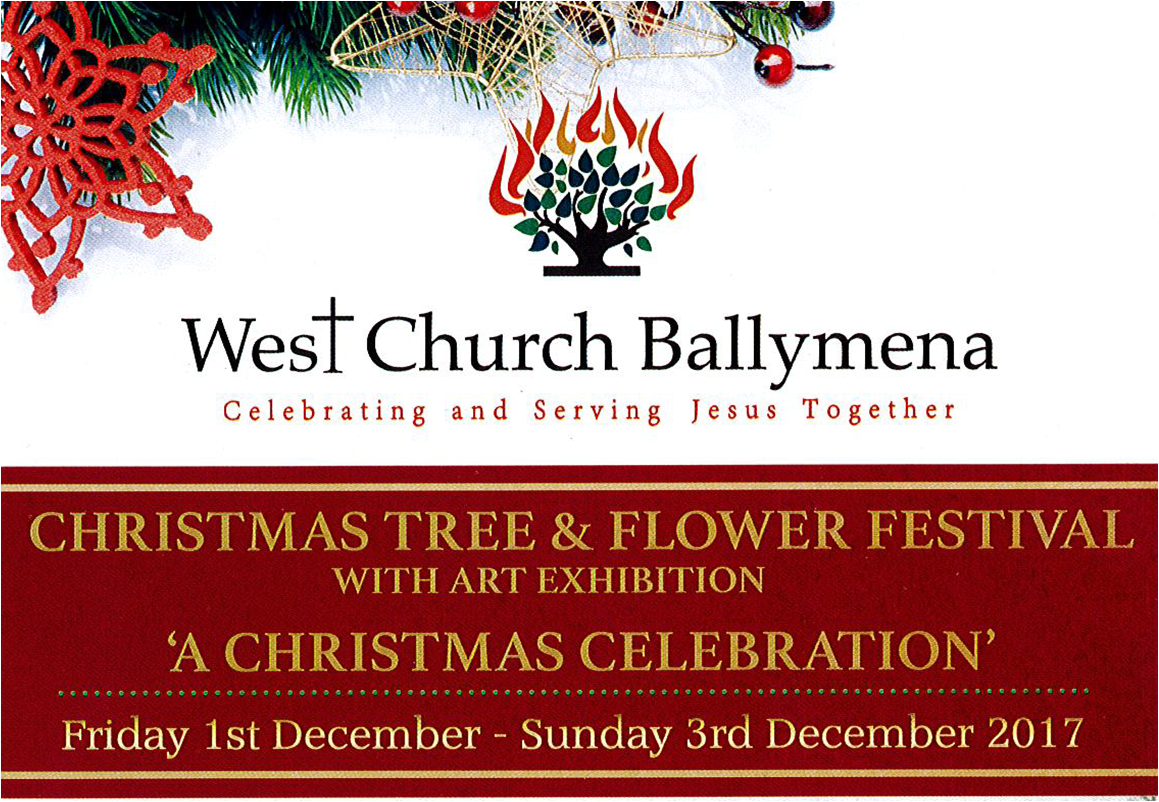 West Church Ballymena
Celebrating and Serving Jesus Together
CHRISTMAS TREE & FLOWER FESTIVAL
WITH ART EXHIBITION
‘A CHRISTMAS CELEBRATION’
Friday 1st December - Sunday 3rd December 2017